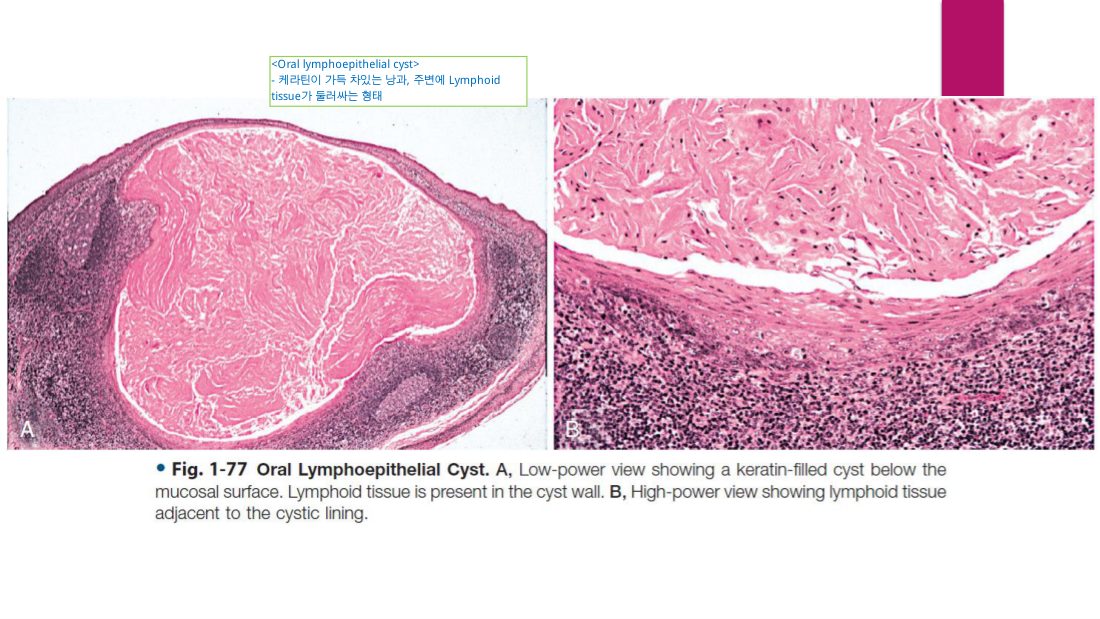 <Oral lymphoepithelial cyst>
- 케라틴이 가득 차있는 낭과, 주변에 Lymphoid
tissue가 둘러싸는 형태
A
B
• Fig. 1-77 Oral Lymphoepithelial Cyst. A, Low-power view showing a keratin-filled cyst below the
mucosal surface. Lymphoid tissue is present in the cyst wall. B, High-power view showing lymphoid tissue
adjacent to the cystic lining.